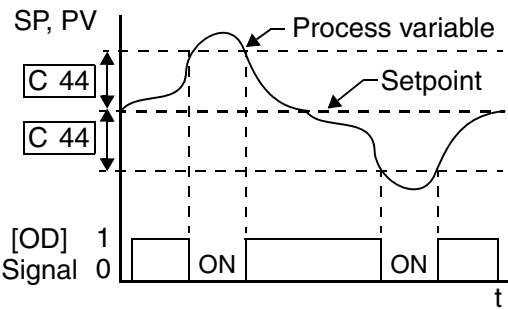 SP, PV
Process variable
C 44
Setpoint
C 44
[OD] 1
Signal 0
ON
ON
t